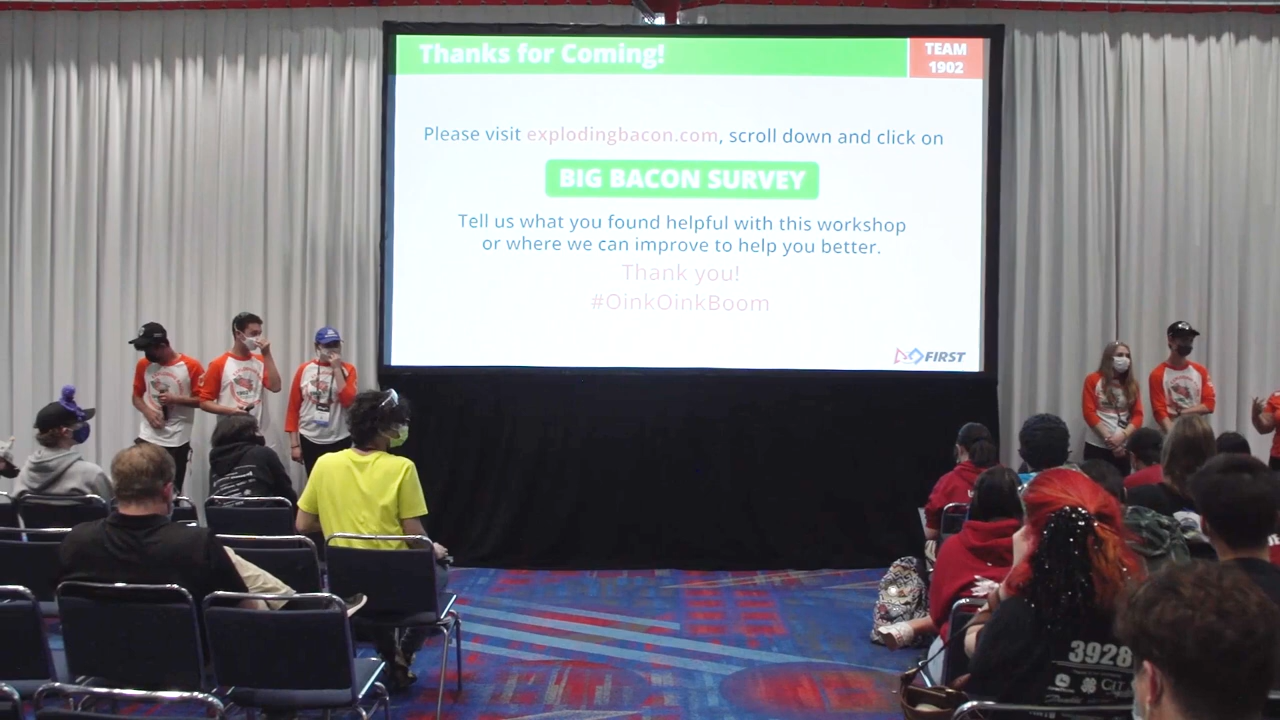 Thanks for Coming!
TEAM
1902
Please visit explodingbacon.com, scroll down and click on
BIG BACON SURVEY
Tell us what you found helpful with this workshop
or where we can improve to help you better.
Thank you!
#OinkOinkBoom
FIRST
1902
3928